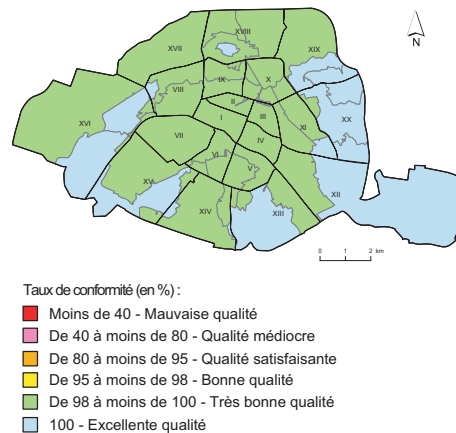 XVIII
N
XVII
XIX
IX
X
VIII
II
XVI
I
III
XI
XX
VII
IV
VI
XV
V
XII
XIV
XIII
0 1 2 km
Taux de conformité (en %) :
Moins de 40 - Mauvaise qualité
De 40 à moins de 80 - Qualité médiocre
De 80 à moins de 95 - Qualité satisfaisante
De 95 à moins de 98 - Bonne qualité
De 98 à moins de 100 - Très bonne qualité
100 - Excellente qualité